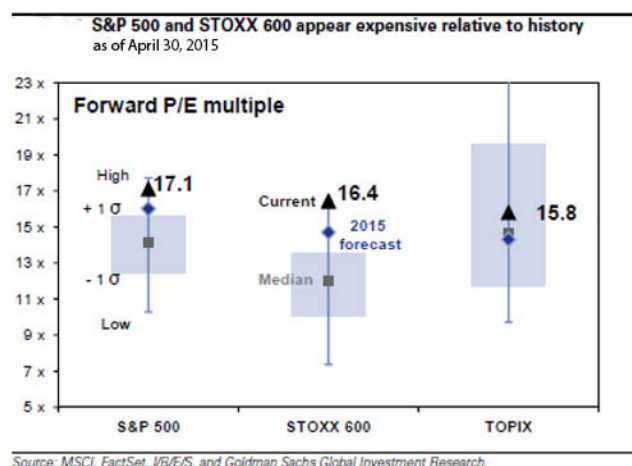 S&P 500 and STOXX 600 appear expensive relative to history
as of April 30, 2015
Forward P/E multiple
23 x
21 x
19 x
17 x
15 x
13 x
11 x
9 x
7 x
5 x
High
17.1
+ 1 σ
- 1 σ
Low
Current
16.4
2015
forecast
Median
15.8
S&P 500
STOXX 600
TOPIX
Source: MSCI, FactSet, I/B/E/S, and Goldman Sachs Global Investment Research.